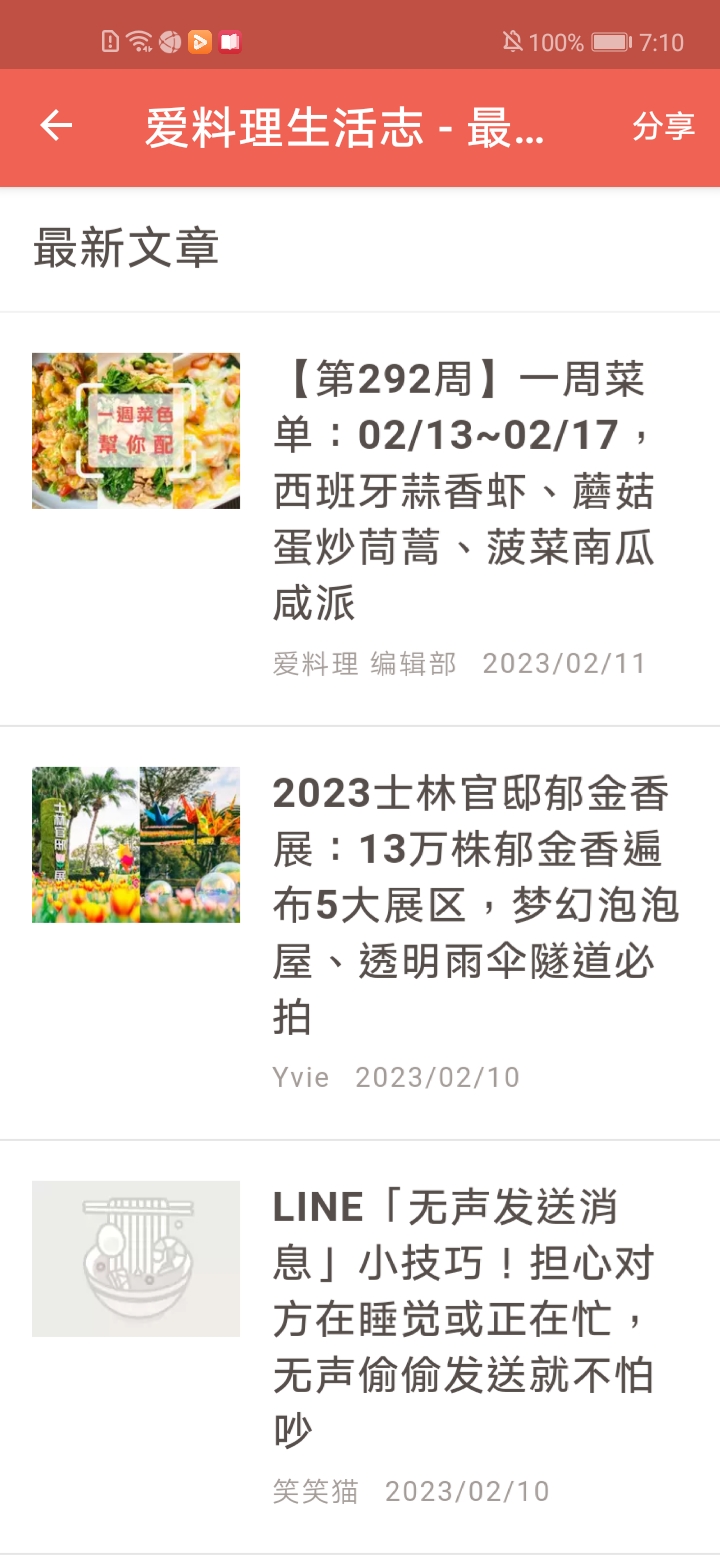 100% 7:10
爱料理生活志 - 最... 分享
最新文章
一週菜色
幫你配
【第292周】一周菜
单：02/13~02/17，
西班牙蒜香虾、蘑菇
蛋炒茼蒿、菠菜南瓜
咸派
爱料理 编辑部 2023/02/11
士林官邸
展
2023士林官邸郁金香
展：13万株郁金香遍
布5大展区，梦幻泡泡
屋、透明雨伞隧道必
拍
Yvie 2023/02/10
LINE「无声发送消
息」小技巧！担心对
方在睡觉或正在忙，
无声偷偷发送就不怕
吵
笑笑猫 2023/02/10